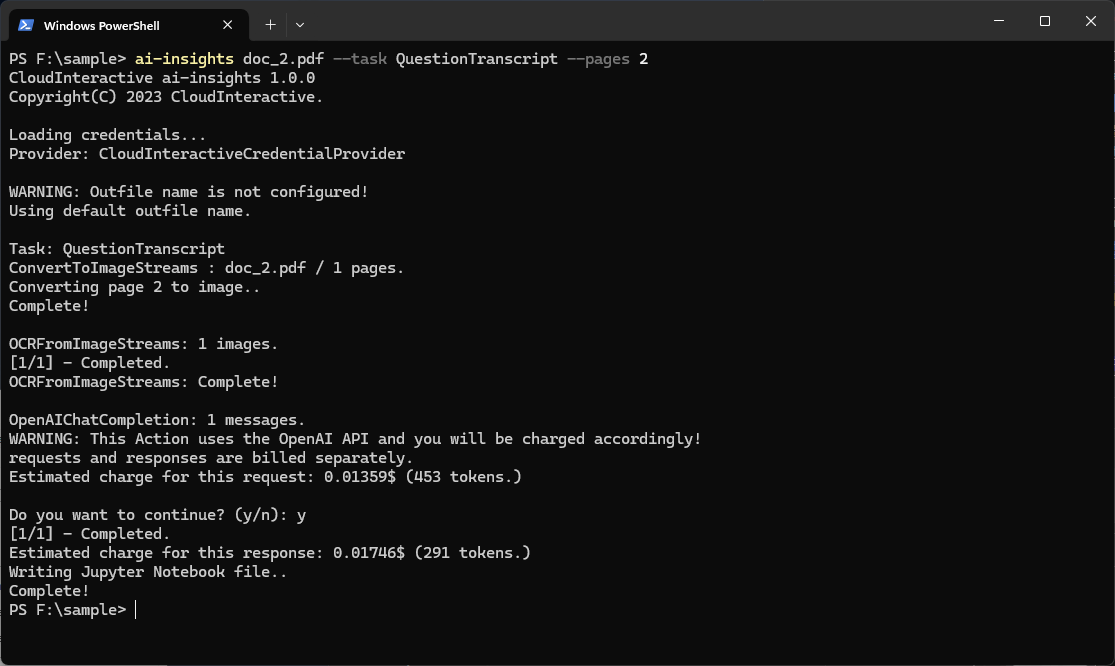 Windows PowerShell
PS F:\sample> ai-insights doc_2.pdf --task QuestionTranscript --pages 2
CloudInteractive ai-insights 1.0.0
Copyright(C) 2023 CloudInteractive.
Loading credentials...
Provider: CloudInteractiveCredentialProvider
WARNING: Outfile name is not configured!
Using default outfile name.
Task: QuestionTranscript
ConvertToImageStreams : doc_2.pdf / 1 pages.
Converting page 2 to image..
Complete!
OCRFromImageStreams: 1 images.
[1/1] - Completed.
OCRFromImageStreams: Complete!
OpenAIChatCompletion: 1 messages.
WARNING: This Action uses the OpenAI API and you will be charged accordingly!
requests and responses are billed separately.
Estimated charge for this request: 0.01359$ (453 tokens.)
Do you want to continue? (y/n): y
[1/1] - Completed.
Estimated charge for this response: 0.01746$ (291 tokens.)
Writing Jupyter Notebook file..
Complete!
PS F:\sample>